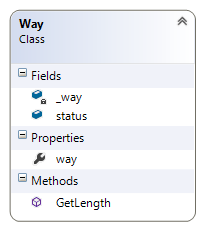 Way
Class
Fields
_way
status
Properties
way
Methods
GetLength